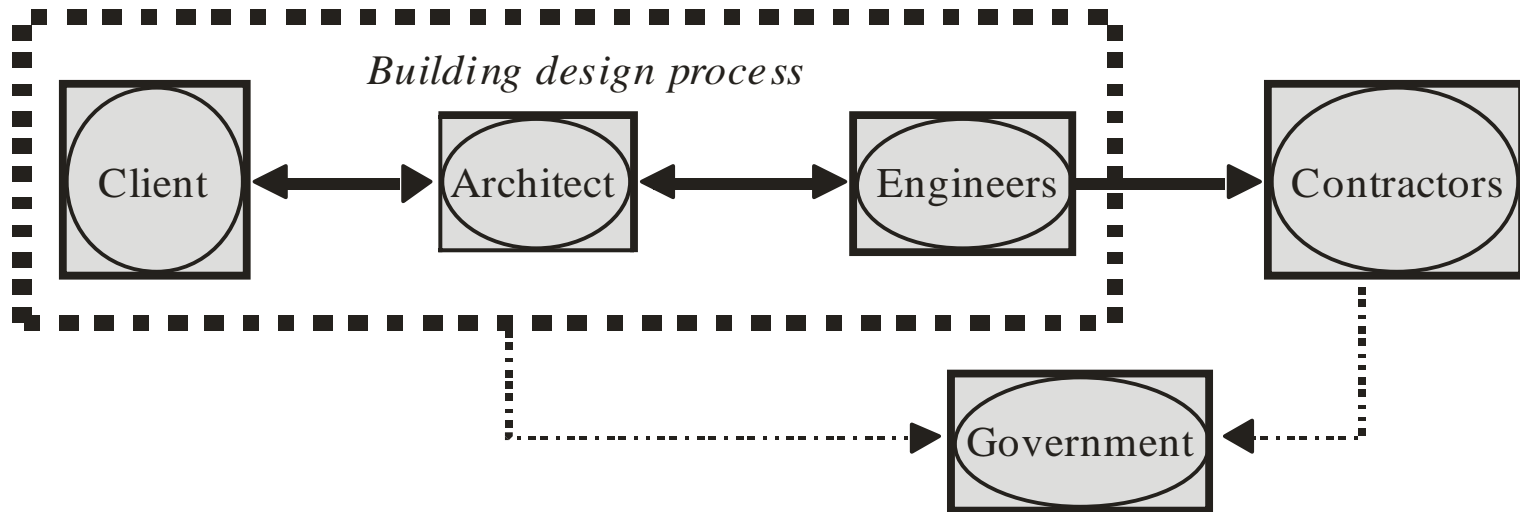 Building design process
Client
Architect
Engineers
Contractors
Government